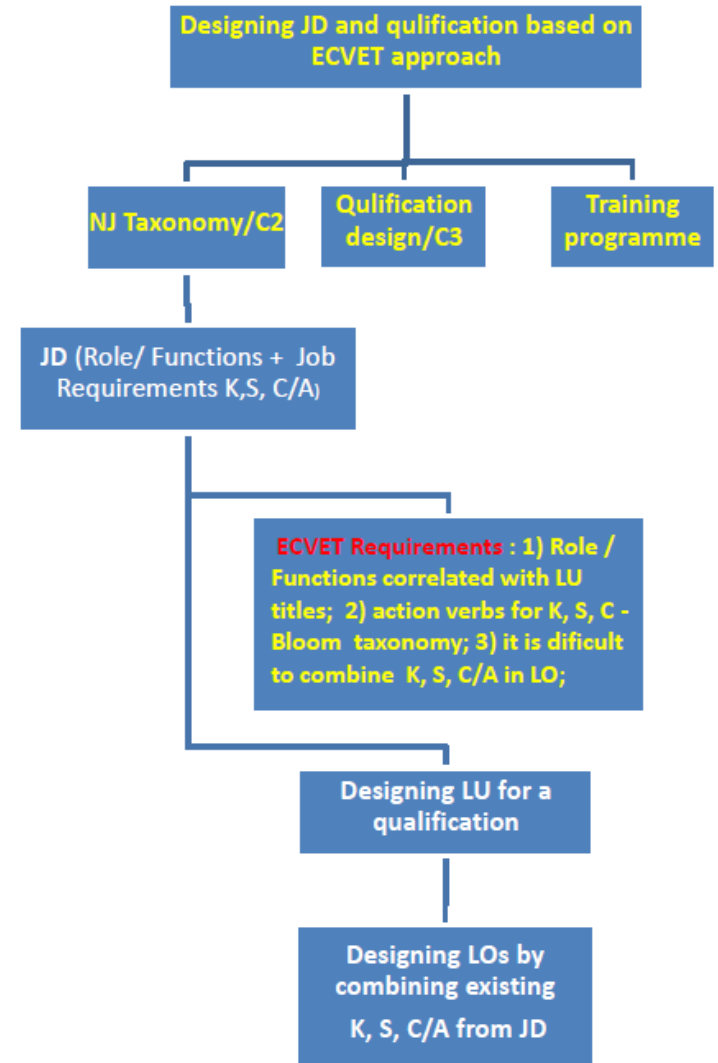 Designing JD and qulification based on
ECVET approach
NJ Taxonomy/C2
Qulification
design/C3
Training
programme
JD (Role/ Functions + Job
Requirements K,S, C/A)
ECVET Requirements : 1) Role /
Functions correlated with LU
titles; 2) action verbs for K, S, C -
Bloom taxonomy; 3) it is dificult
to combine K, S, C/A in LO;
Designing LU for a
qualification
Designing LOs by
combining existing
K, S, C/A from JD